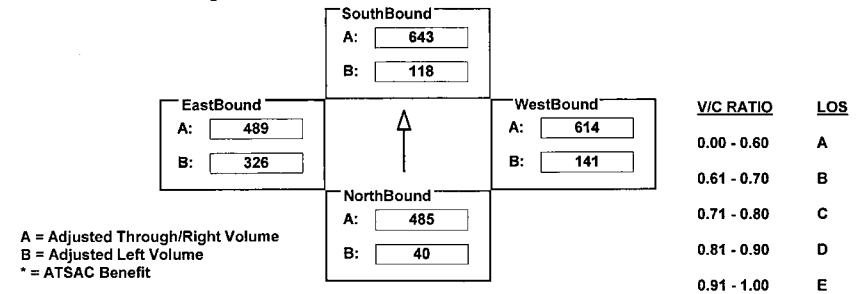 SouthBound
A: 643
B: 118
EastBound
A: 489
B: 326
WestBound
A: 614
B: 141
NorthBound
A: 485
B: 40
A = Adjusted Through/Right Volume
B = Adjusted Left Volume
* = ATSAC Benefit
V/C RATIO LOS
0.00 - 0.60 A
0.61 - 0.70 B
0.71 - 0.80 C
0.81 - 0.90 D
0.91 - 1.00 E